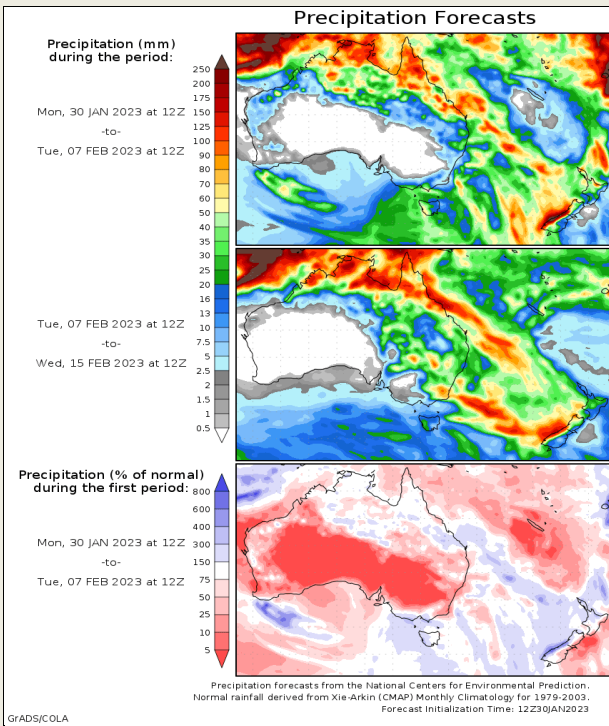 Precipitation Forecasts
Precipitation (mm)
during the period:
Mon, 30 JAN 2023 at 12Z
-to-
Tue, 07 FEB 2023 at 12Z
250
200
175
150
125
100
90
80
70
60
50
40
35
30
25
20
16
13
10
7.5
5
2.5
2
1.5
1
0.5
Tue, 07 FEB 2023 at 12Z
-to-
Wed, 15 FEB 2023 at 12Z
Precipitation (% of normal)
during the first period:
Mon, 30 JAN 2023 at 12Z
-to-
Tue, 07 FEB 2023 at 12Z
800
600
400
300
150
75
50
25
10
5
Precipitation forecasts from the National Centers for Environmental Prediction.
Normal rainfall derived from Xie-Arkin (CMAP) Monthly Climatology for 1979-2003.
Forecast Initialization Time: 12Z30JAN2023
GrADS/COLA